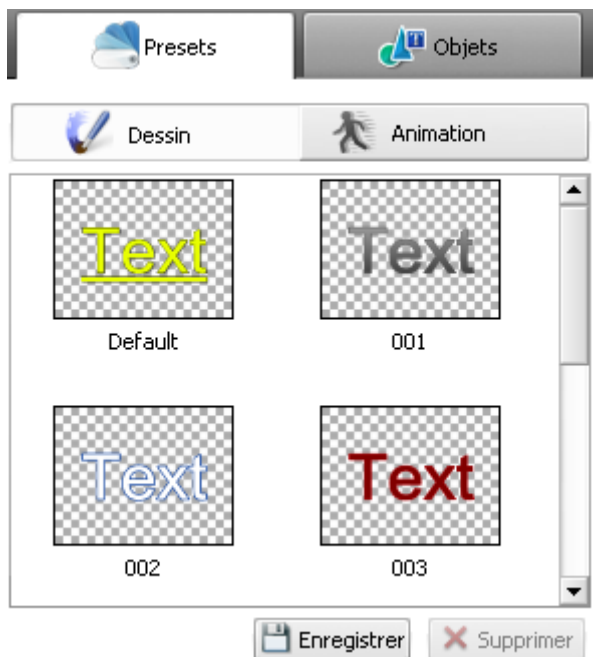 Presets Objets
Dessin Animation
Text Text
Default 001
Text Text
002 003
Enregistrer Supprimer